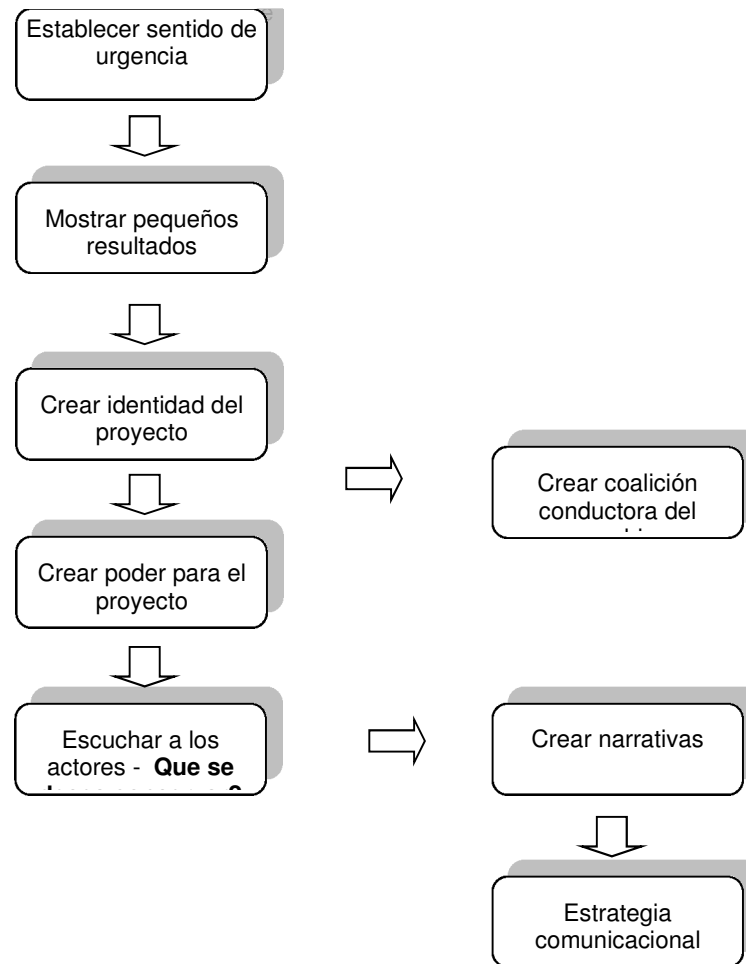 Establecer sentido de
urgencia
Mostrar pequeños
resultados
Crear identidad del
proyecto
Crear coalición
conductora del
Crear poder para el
proyecto
Escuchar a los
actores - Que se
Crear narrativas
Estrategia
comunicacional